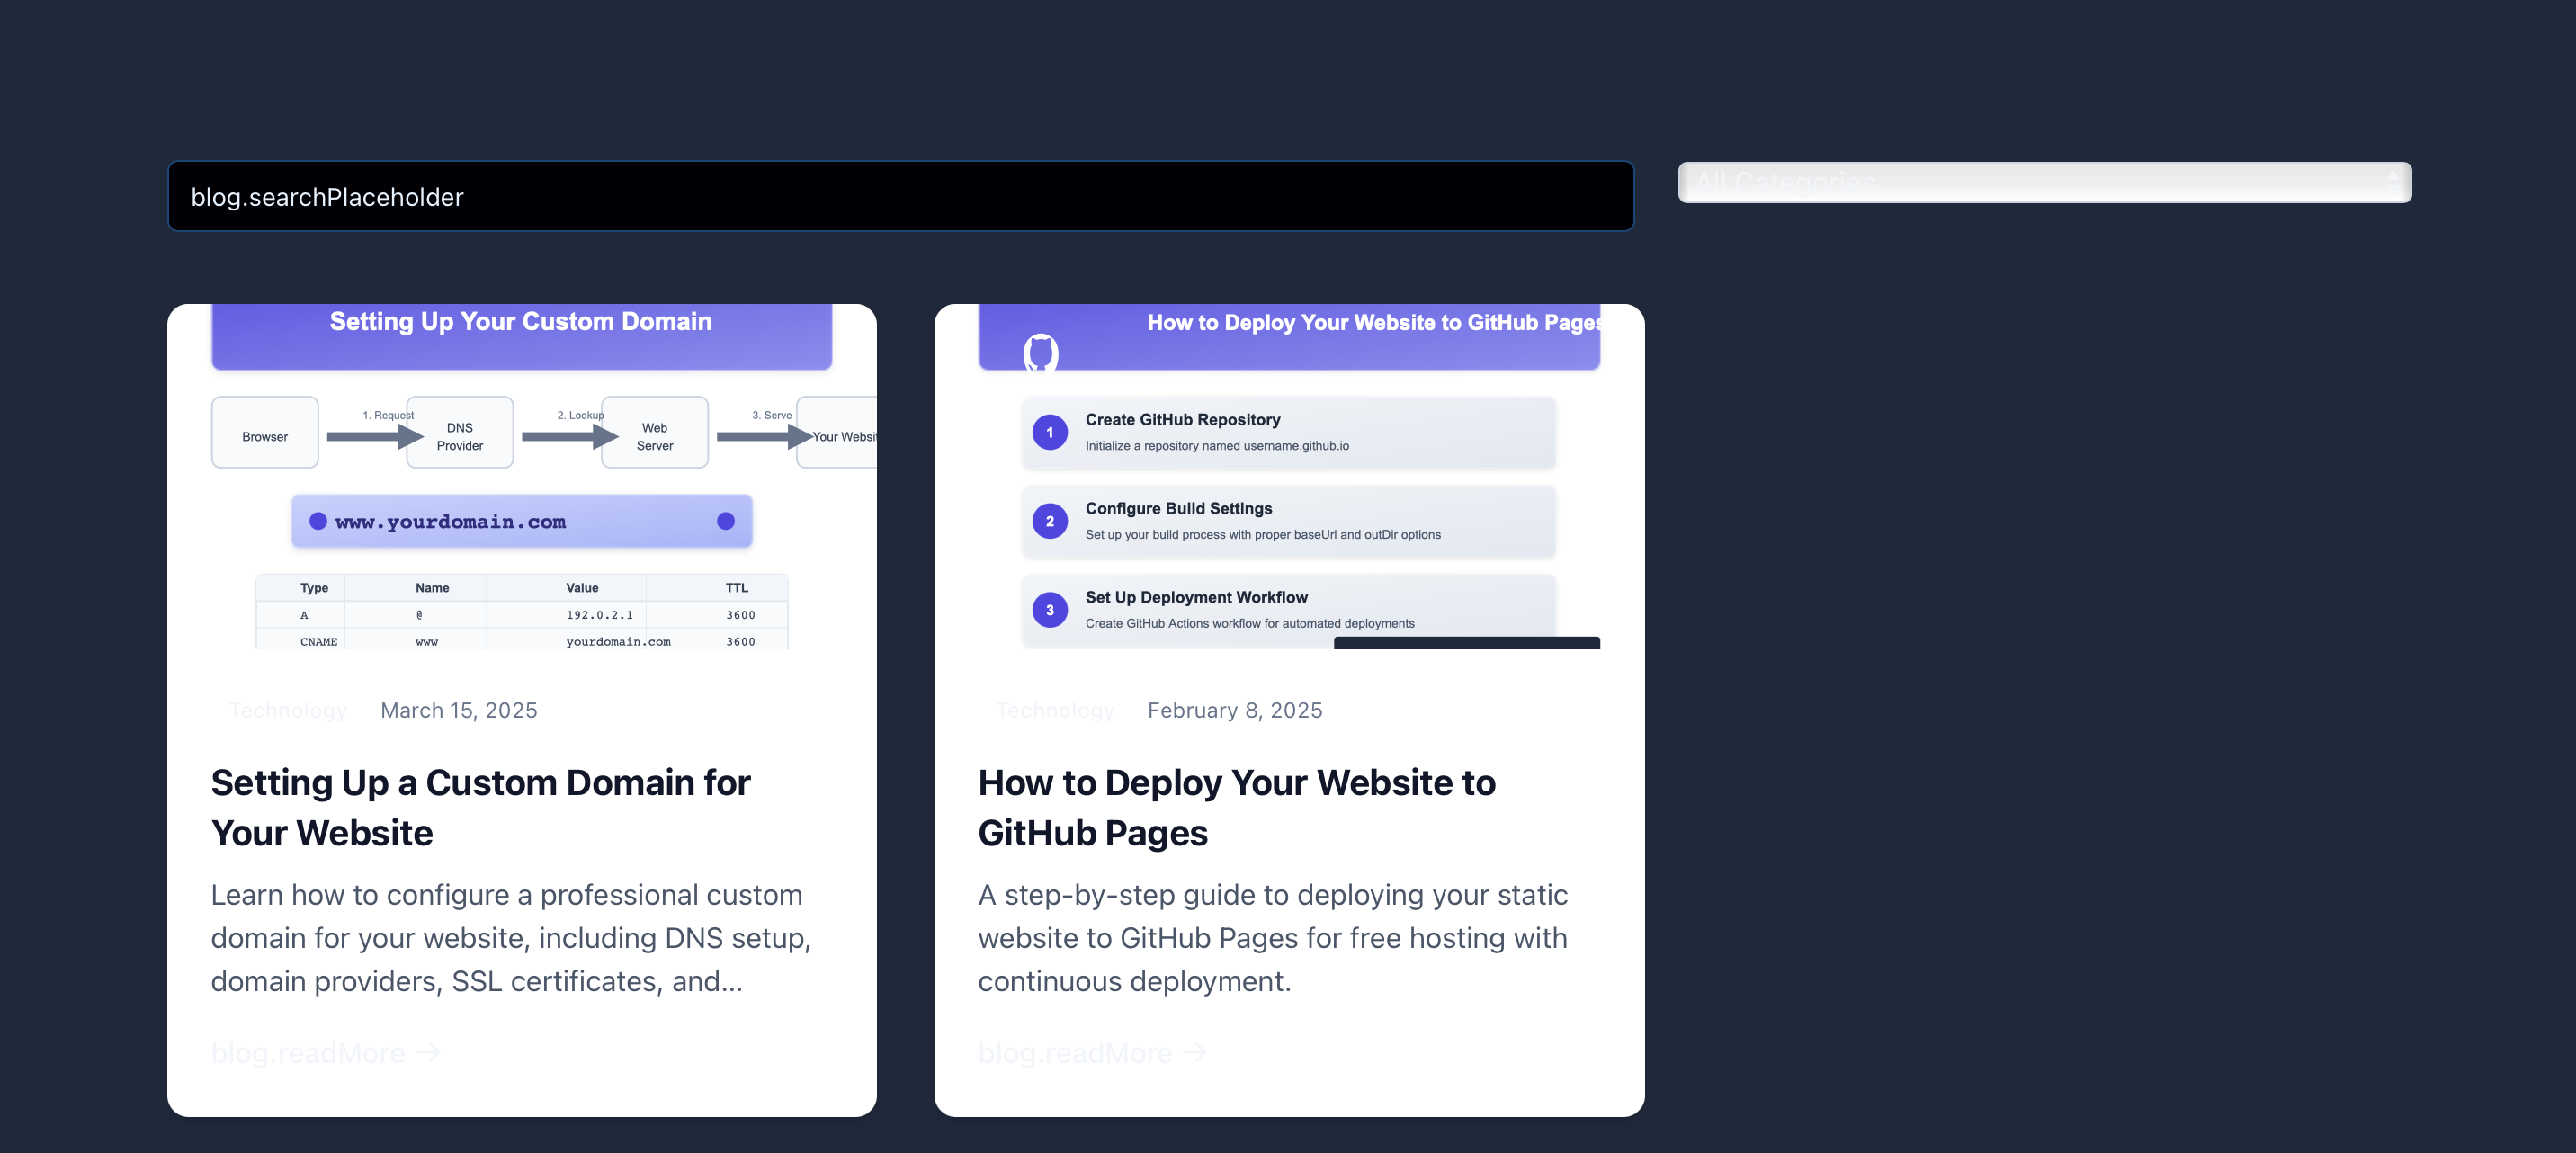 blog.searchPlaceholder
All Catagories
Setting Up Your Custom Domain
Browser
1. Request
DNS
Provider
2. Lookup
Web
Server
3. Serve
Your Websit
www.yourdomain.com
Type Name Value TTL
A @ 192.0.2.1 3600
CNAME www yourdomain.com 3600
Technology March 15, 2025
Setting Up a Custom Domain for
Your Website
Learn how to configure a professional custom
domain for your website, including DNS setup,
domain providers, SSL certificates, and...
blog.readMore →
How to Deploy Your Website to GitHub Pages
1
Create GitHub Repository
Initialize a repository named username.github.io
2
Configure Build Settings
Set up your build process with proper baseUrl and outDir options
3
Set Up Deployment Workflow
Create GitHub Actions workflow for automated deployments
Technology February 8, 2025
How to Deploy Your Website to
GitHub Pages
A step-by-step guide to deploying your static
website to GitHub Pages for free hosting with
continuous deployment.
blog.readMore →